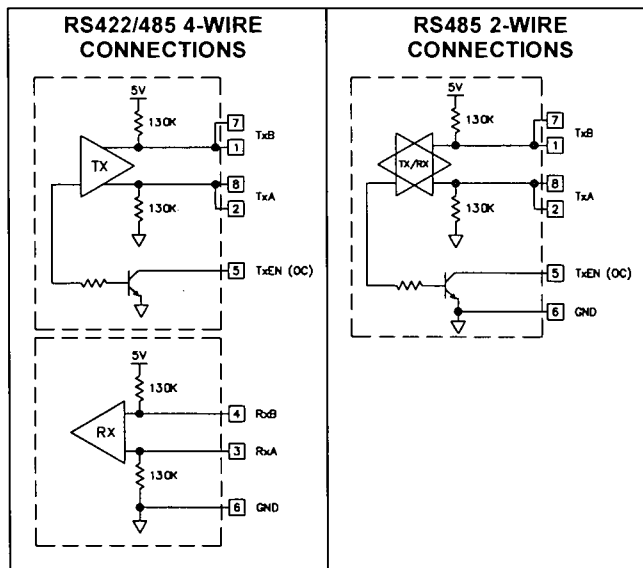 RS422/485 4-WIRE
CONNECTIONS
5V
130K
7
TxB
1
TX
8
TxA
130K
2
5
TxEN (OC)
5V
130K
4
RxB
RX
3
RxA
130K
6
GND
RS485 2-WIRE
CONNECTIONS
5V
130K
7
TxB
1
TX/RX
8
TxA
130K
2
5
TxEN (OC)
6
GND